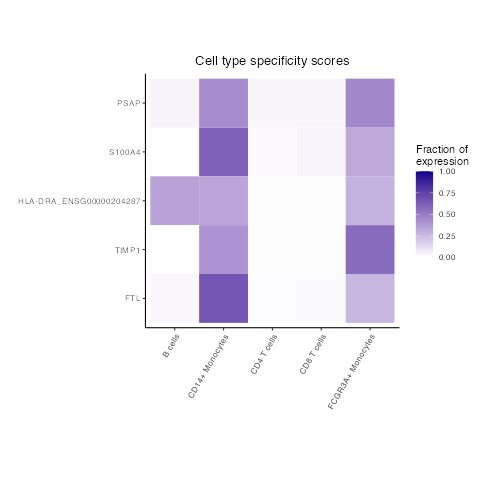 Cell type specificity scores
PSAP
S100A4
HLA-DRA_ENSG00000204287
TIMP1
FTL
B cells
CD14+ Monocytes
CD4 T cells
CD8 T cells
FCGR3A+ Monocytes
Fraction of
expression
1.00
0.75
0.50
0.25
0.00